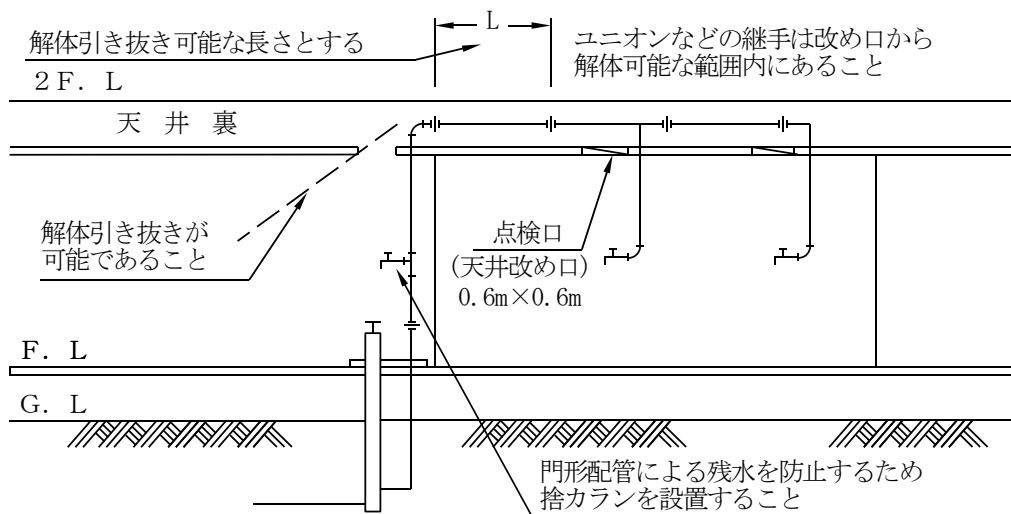 L
解体引き抜き可能な長さとする
ユニオンなどの継手は改め口から
解体可能な範囲内にあること
２Ｆ．Ｌ
天 井 裏
解体引き抜きが
可能であること
点検口
(天井改め口)
0.6m×0.6m
Ｆ．Ｌ
Ｇ．Ｌ
門形配管による残水を防止するため
捨カランを設置すること